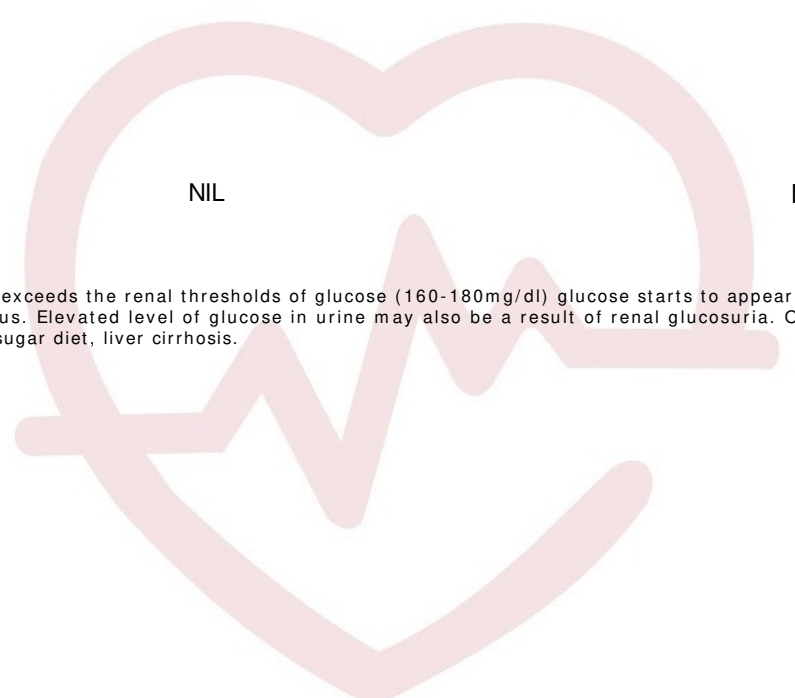 NIL
exceeds the renal thresholds of glucose (160-180mg/dl) glucose starts to appear
us. Elevated level of glucose in urine may also be a result of renal glucosuria.
sugar diet, liver cirrhosis.